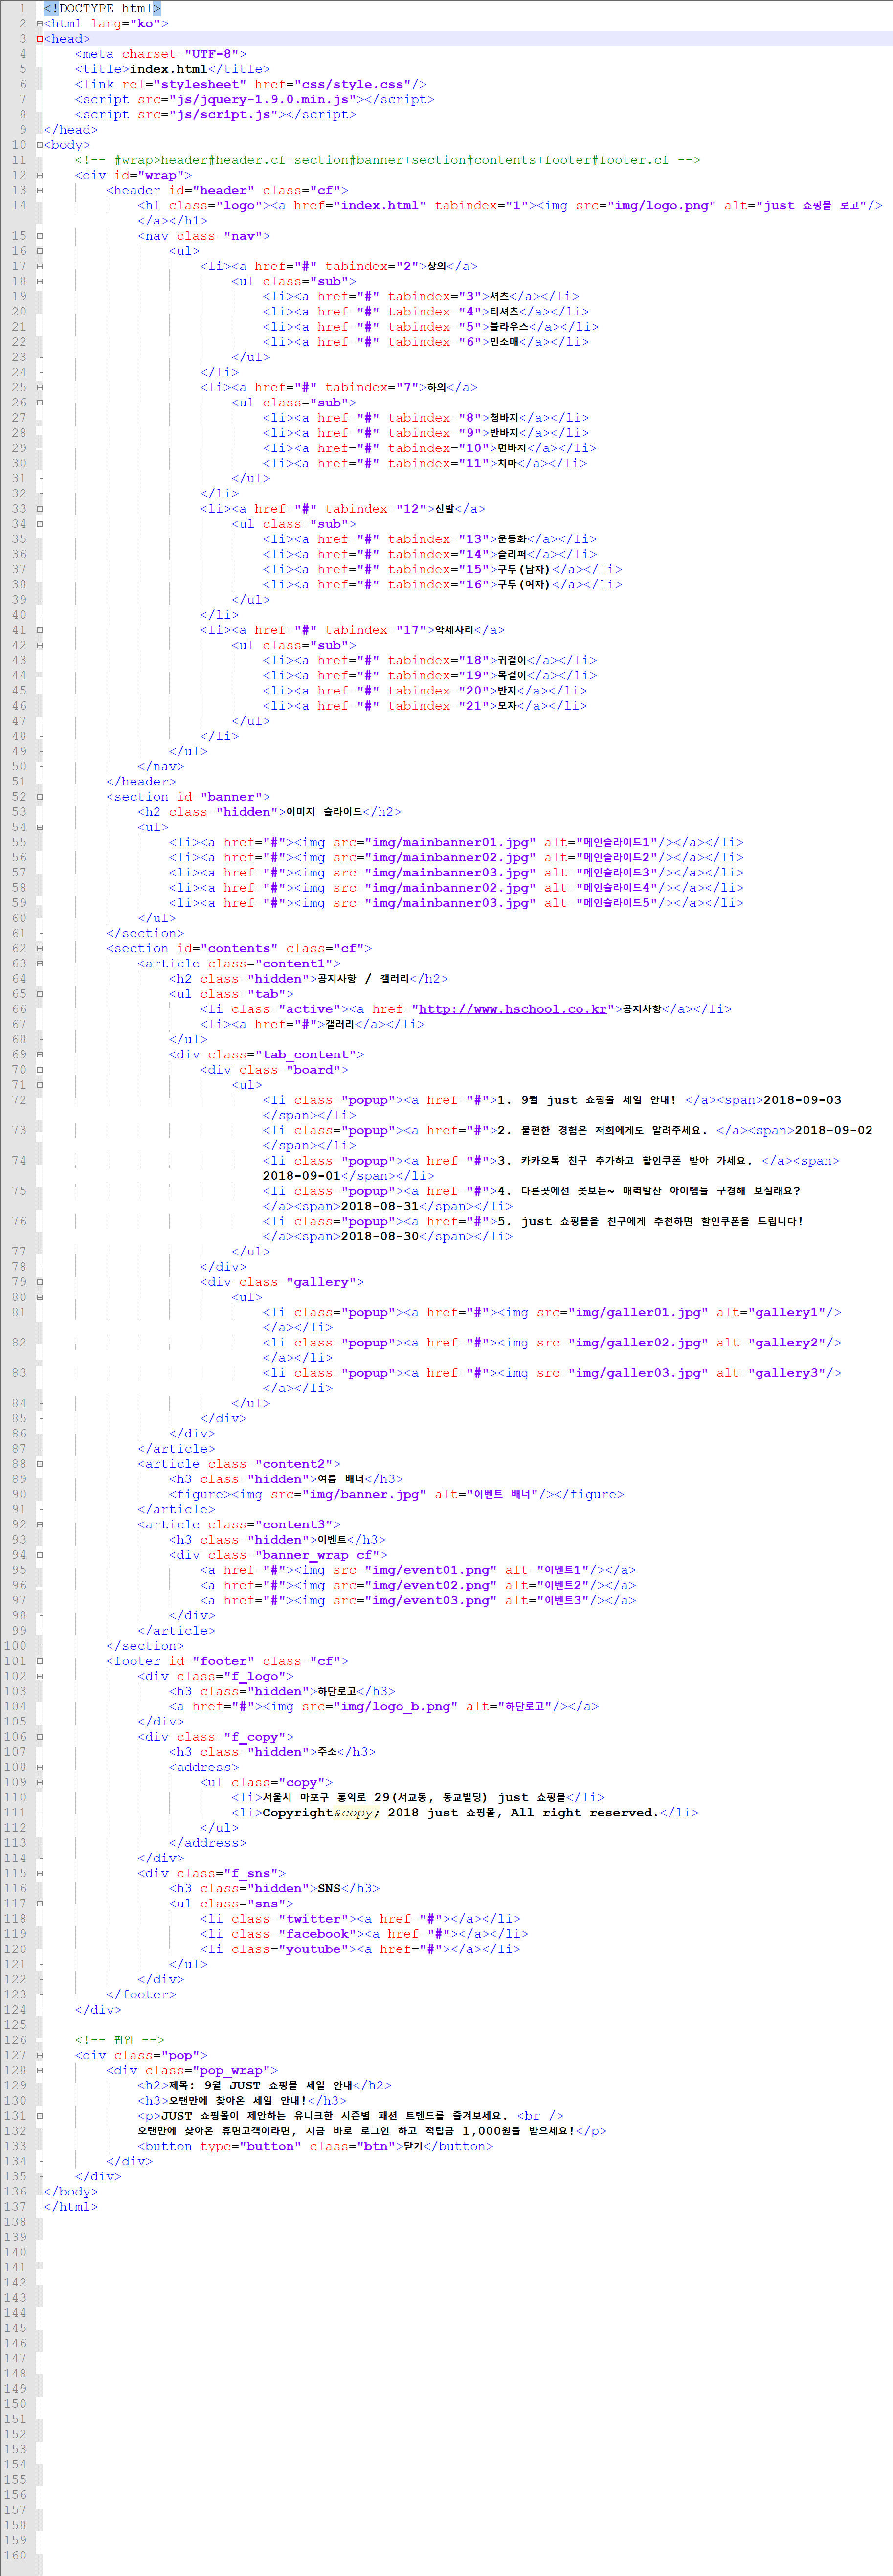 1 <!DOCTYPE html>
2 <html lang="ko">
3 <head>
4 <meta charset="UTF-8">
5 <title>index.html</title>
6 <link rel="stylesheet" href="css/style.css"/>
7 <script src="js/jquery-1.9.0.min.js"></script>
8 <script src="js/script.js"></script>
9 </head>
10 <body>
11 <!-- #wrap>header#header.cf+section#banner+section#contents+footer#footer.cf -->
12 <div id="wrap">
13 <header id="header" class="cf">
14 <h1 class="logo"><a href="index.html" tabindex="1"><img src="img/logo.png" alt="just 쇼핑몰 로고"/>
</a></h1>
15 <nav class="nav">
16 <ul>
17 <li><a href="#" tabindex="2">상의</a>
18 <ul class="sub">
19 <li><a href="#" tabindex="3">셔츠</a></li>
20 <li><a href="#" tabindex="4">티셔츠</a></li>
21 <li><a href="#" tabindex="5">블라우스</a></li>
22 <li><a href="#" tabindex="6">민소매</a></li>
23 </ul>
24 </li>
25 <li><a href="#" tabindex="7">하의</a>
26 <ul class="sub">
27 <li><a href="#" tabindex="8">청바지</a></li>
28 <li><a href="#" tabindex="9">반바지</a></li>
29 <li><a href="#" tabindex="10">면바지</a></li>
30 <li><a href="#" tabindex="11">치마</a></li>
31 </ul>
32 </li>
33 <li><a href="#" tabindex="12">신발</a>
34 <ul class="sub">
35 <li><a href="#" tabindex="13">운동화</a></li>
36 <li><a href="#" tabindex="14">슬리퍼</a></li>
37 <li><a href="#" tabindex="15">구두(남자)</a></li>
38 <li><a href="#" tabindex="16">구두(여자)</a></li>
39 </ul>
40 </li>
41 <li><a href="#" tabindex="17">악세사리</a>
42 <ul class="sub">
43 <li><a href="#" tabindex="18">귀걸이</a></li>
44 <li><a href="#" tabindex="19">목걸이</a></li>
45 <li><a href="#" tabindex="20">반지</a></li>
46 <li><a href="#" tabindex="21">모자</a></li>
47 </ul>
48 </li>
49 </ul>
50 </nav>
51 </header>
52 <section id="banner">
53 <h2 class="hidden">이미지 슬라이드</h2>
54 <ul>
55 <li><a href="#"><img src="img/mainbanner01.jpg" alt="메인슬라이드1"/></a></li>
56 <li><a href="#"><img src="img/mainbanner02.jpg" alt="메인슬라이드2"/></a></li>
57 <li><a href="#"><img src="img/mainbanner03.jpg" alt="메인슬라이드3"/></a></li>
58 <li><a href="#"><img src="img/mainbanner02.jpg" alt="메인슬라이드4"/></a></li>
59 <li><a href="#"><img src="img/mainbanner03.jpg" alt="메인슬라이드5"/></a></li>
60 </ul>
61 </section>
62 <section id="contents" class="cf">
63 <article class="content1">
64 <h2 class="hidden">공지사항 / 갤러리</h2>
65 <ul class="tab">
66 <li class="active"><a href="http://www.hschool.co.kr">공지사항</a></li>
67 <li><a href="#">갤러리</a></li>
68 </ul>
69 <div class="tab_content">
70 <div class="board">
71 <ul>
72 <li class="popup"><a href="#">1. 9월 just 쇼핑몰 세일 안내! </a><span>2018-09-03
</span></li>
73 <li class="popup"><a href="#">2. 불편한 경험은 저희에게도 알려주세요. </a><span>2018-09-02
</span></li>
74 <li class="popup"><a href="#">3. 카카오톡 친구 추가하고 할인쿠폰 받아 가세요. </a><span>
2018-09-01</span></li>
75 <li class="popup"><a href="#">4. 다른곳에선 못보는~ 매력발산 아이템들 구경해 보실래요?
</a><span>2018-08-31</span></li>
76 <li class="popup"><a href="#">5. just 쇼핑몰을 친구에게 추천하면 할인쿠폰을 드립니다!
</a><span>2018-08-30</span></li>
77 </ul>
78 </div>
79 <div class="gallery">
80 <ul>
81 <li class="popup"><a href="#"><img src="img/galler01.jpg" alt="gallery1"/>
</a></li>
82 <li class="popup"><a href="#"><img src="img/galler02.jpg" alt="gallery2"/>
</a></li>
83 <li class="popup"><a href="#"><img src="img/galler03.jpg" alt="gallery3"/>
</a></li>
84 </ul>
85 </div>
86 </div>
87 </article>
88 <article class="content2">
89 <h3 class="hidden">여름 배너</h3>
90 <figure><img src="img/banner.jpg" alt="이벤트 배너"/></figure>
91 </article>
92 <article class="content3">
93 <h3 class="hidden">이벤트</h3>
94 <div class="banner_wrap cf">
95 <a href="#"><img src="img/event01.png" alt="이벤트1"/></a>
96 <a href="#"><img src="img/event02.png" alt="이벤트2"/></a>
97 <a href="#"><img src="img/event03.png" alt="이벤트3"/></a>
98 </div>
99 </article>
100 </section>
101 <footer id="footer" class="cf">
102 <div class="f_logo">
103 <h3 class="hidden">하단로고</h3>
104 <a href="#"><img src="img/logo_b.png" alt="하단로고"/></a>
105 </div>
106 <div class="f_copy">
107 <h3 class="hidden">주소</h3>
108 <address>
109 <ul class="copy">
110 <li>서울시 마포구 홍익로 29(서교동, 동교빌딩) just 쇼핑몰</li>
111 <li>Copyright&copy; 2018 just 쇼핑몰, All right reserved.</li>
112 </ul>
113 </address>
114 </div>
115 <div class="f_sns">
116 <h3 class="hidden">SNS</h3>
117 <ul class="sns">
118 <li class="twitter"><a href="#"></a></li>
119 <li class="facebook"><a href="#"></a></li>
120 <li class="youtube"><a href="#"></a></li>
121 </ul>
122 </div>
123 </footer>
124 </div>
125
126 <!-- 팝업 -->
127 <div class="pop">
128 <div class="pop_wrap">
129 <h2>제목: 9월 JUST 쇼핑몰 세일 안내</h2>
130 <h3>오랜만에 찾아온 세일 안내!</h3>
131 <p>JUST 쇼핑몰이 제안하는 유니크한 시즌별 패션 트렌드를 즐겨보세요. <br />
132 오랜만에 찾아온 휴면고객이라면, 지금 바로 로그인 하고 적립금 1,000원을 받으세요!</p>
133 <button type="button" class="btn">닫기</button>
134 </div>
135 </div>
136 </body>
137 </html>
138
139
140
141
142
143
144
145
146
147
148
149
150
151
152
153
154
155
156
157
158
159
160